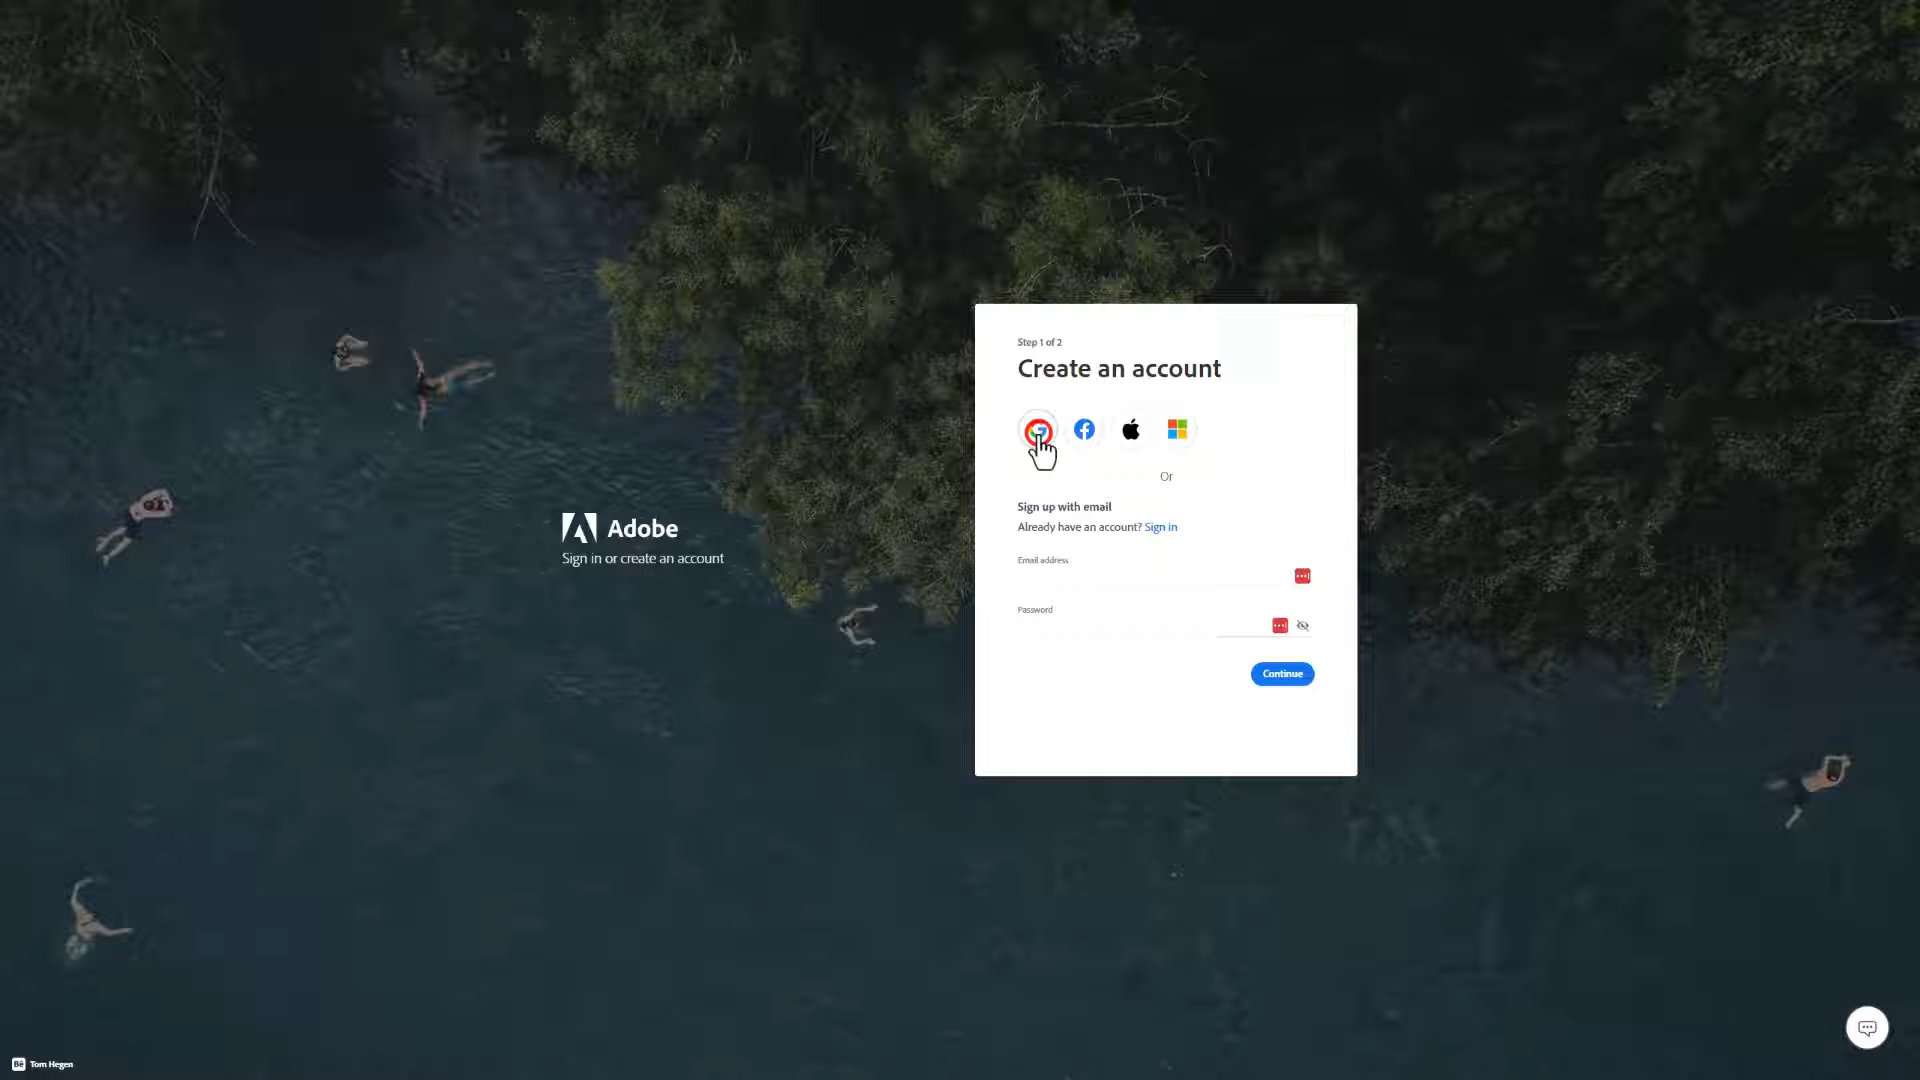 Adobe
Sign in or create an account
Step 1 of 2
Create an account
Or
Sign up with email
Already have an account? Sign in
Email address
Password
Continue
Bē Tom Hegen